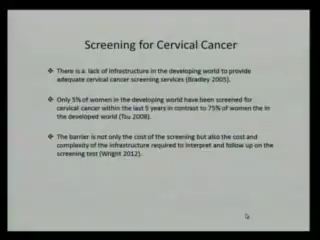 Screening for Cervical Cancer
There is a lack of infrastructure in the developing world to provide
adequate cervical cancer screening services (Bradley 2005).
Only 5% of women in the developing world have been screened for
cervical cancer within the last 5 years in contrast to 75% of women the in
the developed world (Tsu 2008).
The barrier is not only the cost of the screening but also the cost and
complexity of the infrastructure required to interpret and follow up on the
screening test (Wright 2012).